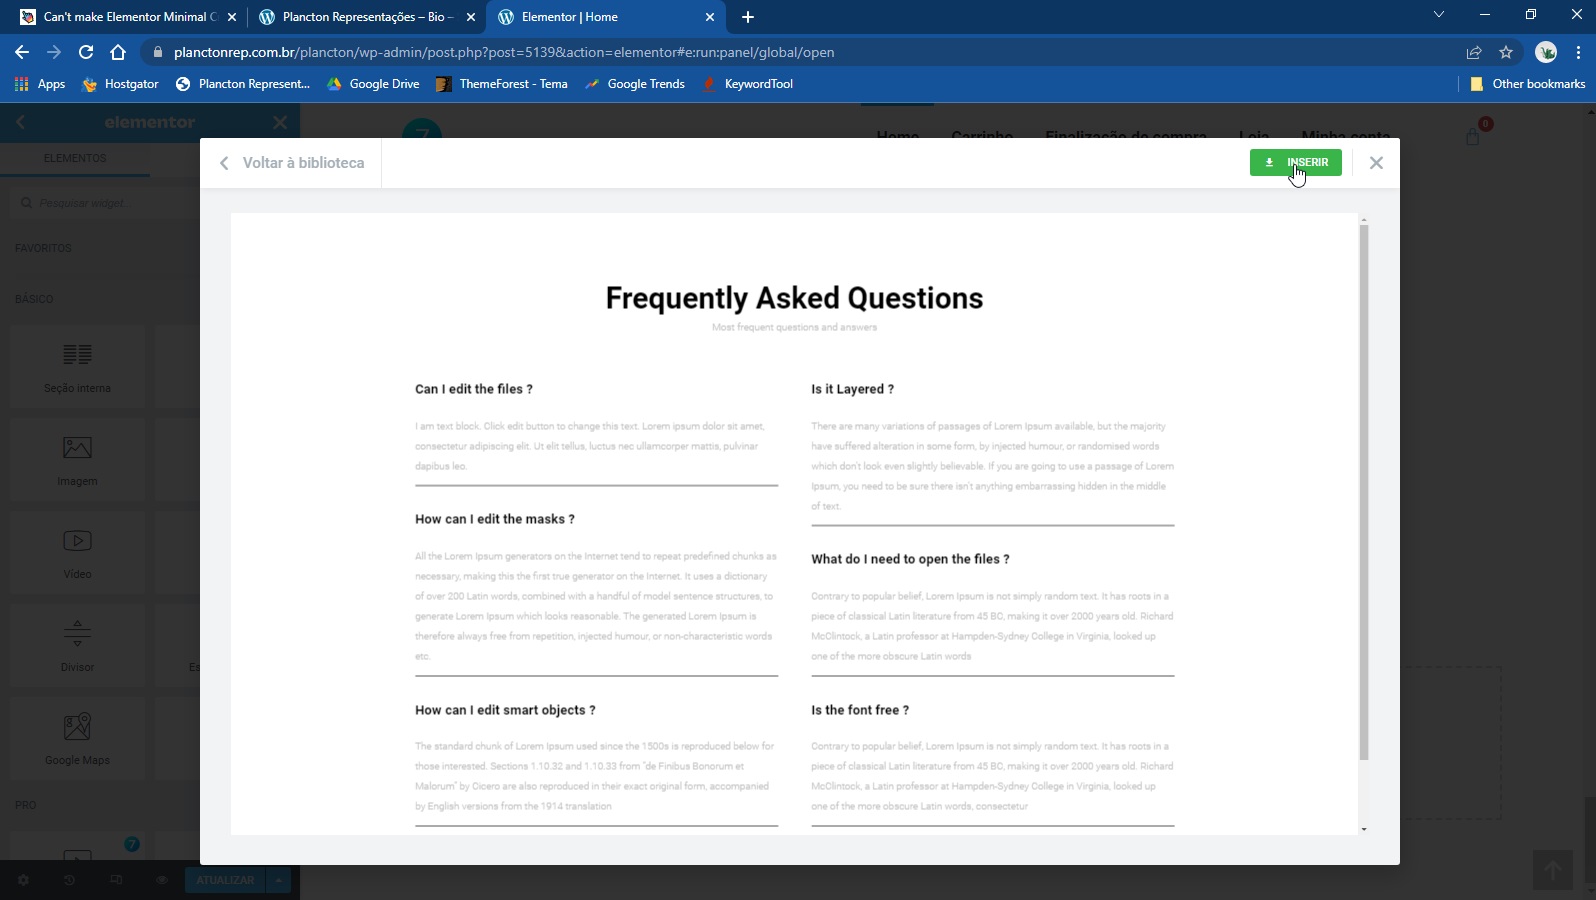 Can't make Elementor Minimal C
Plancton Representações – Bio –
Elementor | Home
planctonrep.com.br/plancton/wp-admin/post.php?post=5139&action=elementor#e:run:panel/global/open
Apps
Hostgator
Plancton Represent...
Google Drive
ThemeForest - Tema
Google Trends
KeywordTool
Other bookmarks
elementor
7
Home
Carrinho
Finalização de compra
Loja
Minha conta
0
ELEMENTOS
Voltar à biblioteca
INSERIR
Pesquisar widget...
FAVORITOS
BÁSICO
Seção interna
Imagem
Vídeo
Divisor
Es
Google Maps
PRO
7
ATUALIZAR
Frequently Asked Questions
Most frequent questions and answers
Can I edit the files ?
I am text block. Click edit button to change this text. Lorem ipsum dolor sit amet,
consectetur adipiscing elit. Ut elit tellus, luctus nec ullamcorper mattis, pulvinar
dapibus leo.
How can I edit the masks ?
All the Lorem Ipsum generators on the Internet tend to repeat predefined chunks as
necessary, making this the first true generator on the Internet. It uses a dictionary
of over 200 Latin words, combined with a handful of model sentence structures, to
generate Lorem Ipsum which looks reasonable. The generated Lorem Ipsum is
therefore always free from repetition, injected humour, or non-characteristic words
etc.
How can I edit smart objects ?
The standard chunk of Lorem Ipsum used since the 1500s is reproduced below for
those interested. Sections 1.10.32 and 1.10.33 from "de Finibus Bonorum et
Malorum" by Cicero are also reproduced in their exact original form, accompanied
by English versions from the 1914 translation
Is it Layered ?
There are many variations of passages of Lorem Ipsum available, but the majority
have suffered alteration in some form, by injected humour, or randomised words
which don't look even slightly believable. If you are going to use a passage of Lorem
Ipsum, you need to be sure there isn't anything embarrassing hidden in the middle
of text.
What do I need to open the files ?
Contrary to popular belief, Lorem Ipsum is not simply random text. It has roots in a
piece of classical Latin literature from 45 BC, making it over 2000 years old. Richard
McClintock, a Latin professor at Hampden-Sydney College in Virginia, looked up
one of the more obscure Latin words
Is the font free ?
Contrary to popular belief, Lorem Ipsum is not simply random text. It has roots in a
piece of classical Latin literature from 45 BC, making it over 2000 years old. Richard
McClintock, a Latin professor at Hampden-Sydney College in Virginia, looked up
one of the more obscure Latin words, consectetur